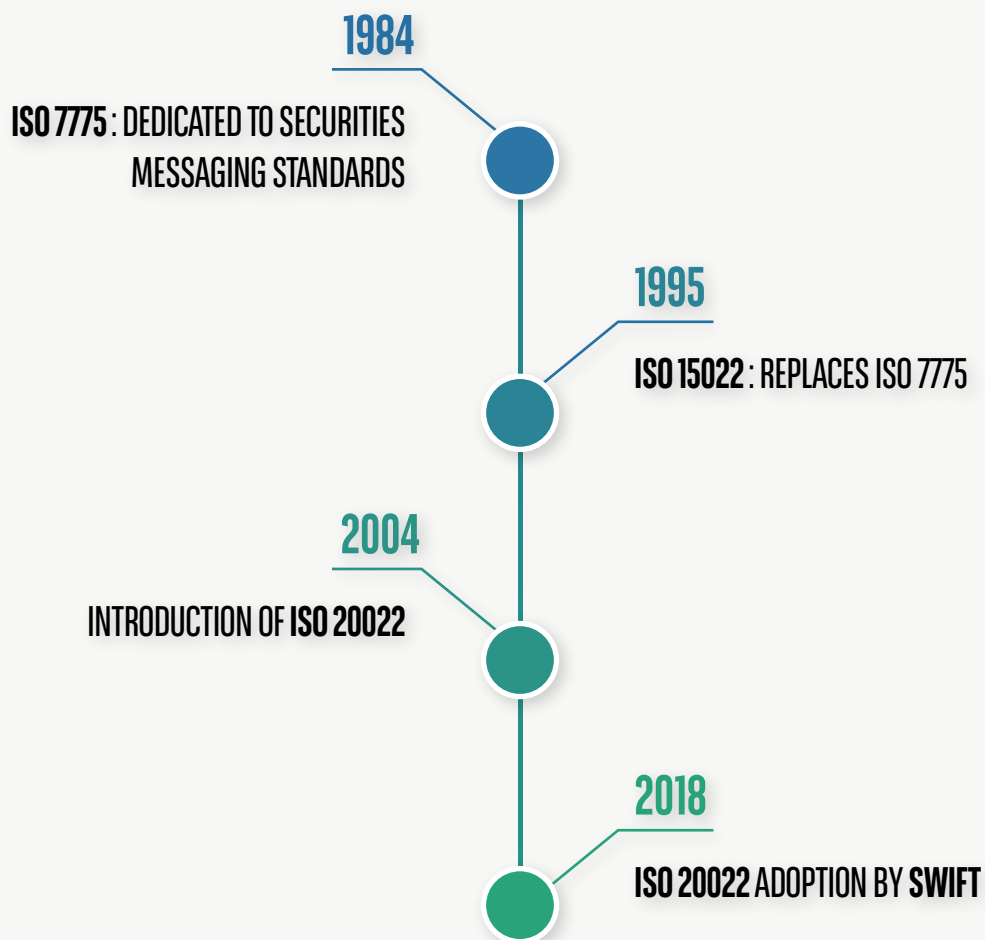 1984
ISO 7775 : DEDICATED TO SECURITIES
MESSAGING STANDARDS
1995
ISO 15022 : REPLACES ISO 7775
2004
INTRODUCTION OF ISO 20022
2018
ISO 20022 ADOPTION BY SWIFT